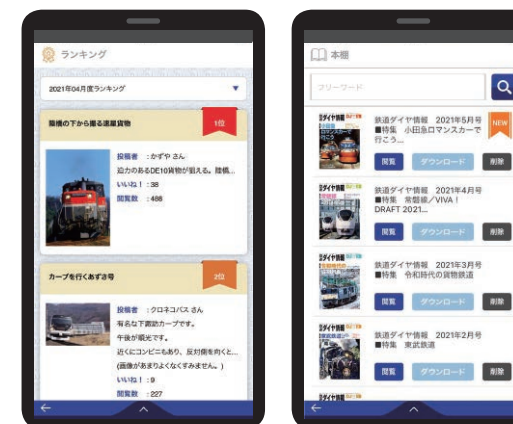 ランキング
2021年04月度ランキング
陸橋の下から撮る運業貨物
1位
投稿者 :かずや さん
迫力のあるDE10貨物が狙える。陸橋...
いいね！:38
閲覧数 :468
カーブを行くあずさ号
2位
投稿者 :クロネコバス さん
有名な下諏訪カーブです。
午後が順光です。
近くにコンビニもあり、反対側を向くと...
(画像があまりよくなくすみません。)
いいね！:9
閲覧数 :227
本棚
フリーワード
鉄道ダイヤ情報 2021年5月号
■特集 小田急ロマンスカーで
行こう...
NEW
閲覧 ダウンロード 削除
鉄道ダイヤ情報 2021年4月号
■特集 常磐線／VIVA！
DRAFT 2021...
閲覧 ダウンロード 削除
鉄道ダイヤ情報 2021年3月号
■特集 令和時代の貨物鉄道
閲覧 ダウンロード 削除
鉄道ダイヤ情報 2021年2月号
■特集 東武鉄道
閲覧 ダウンロード 削除